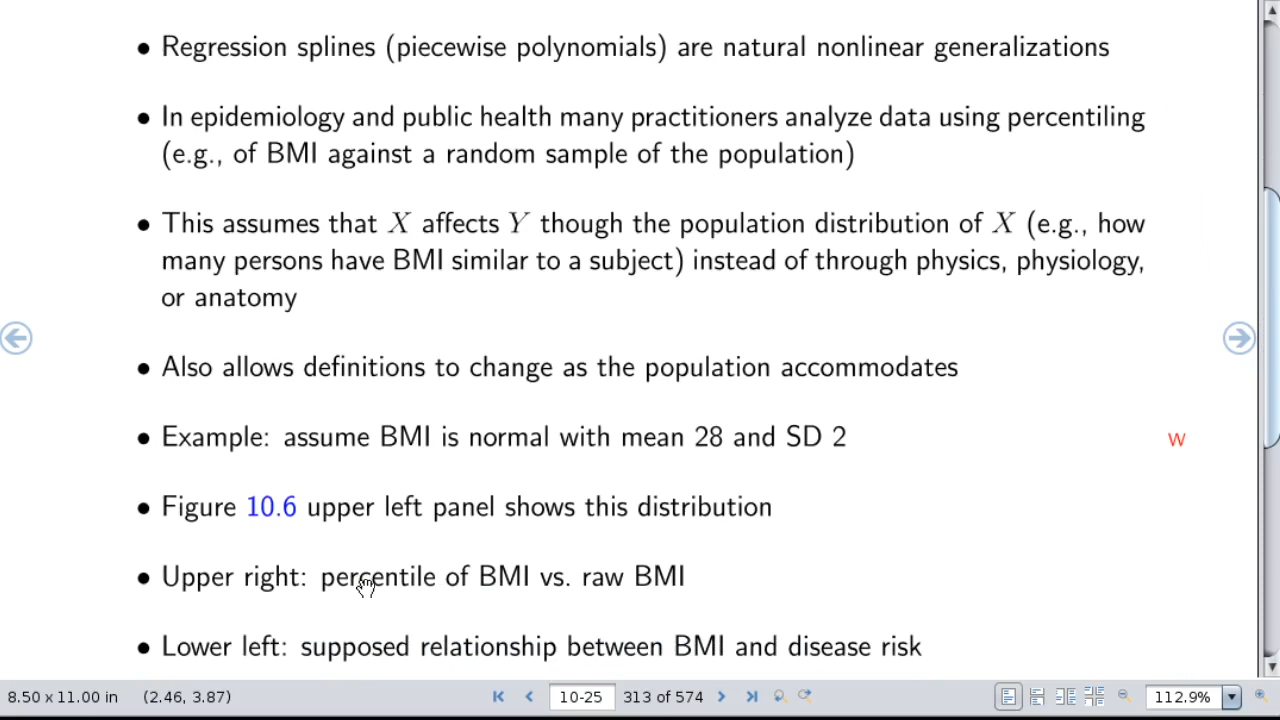 • Regression splines (piecewise polynomials) are natural nonlinear generalizations
• In epidemiology and public health many practitioners analyze data using percentiling
(e.g., of BMI against a random sample of the population)
• This assumes that X affects Y though the population distribution of X (e.g., how
many persons have BMI similar to a subject) instead of through physics, physiology,
or anatomy
• Also allows definitions to change as the population accommodates
• Example: assume BMI is normal with mean 28 and SD 2 w
• Figure 10.6 upper left panel shows this distribution
• Upper right: percentile of BMI vs. raw BMI
• Lower left: supposed relationship between BMI and disease risk
8.50 x 11.00 in (2.46, 3.87) 10-25 313 of 574 112.9%